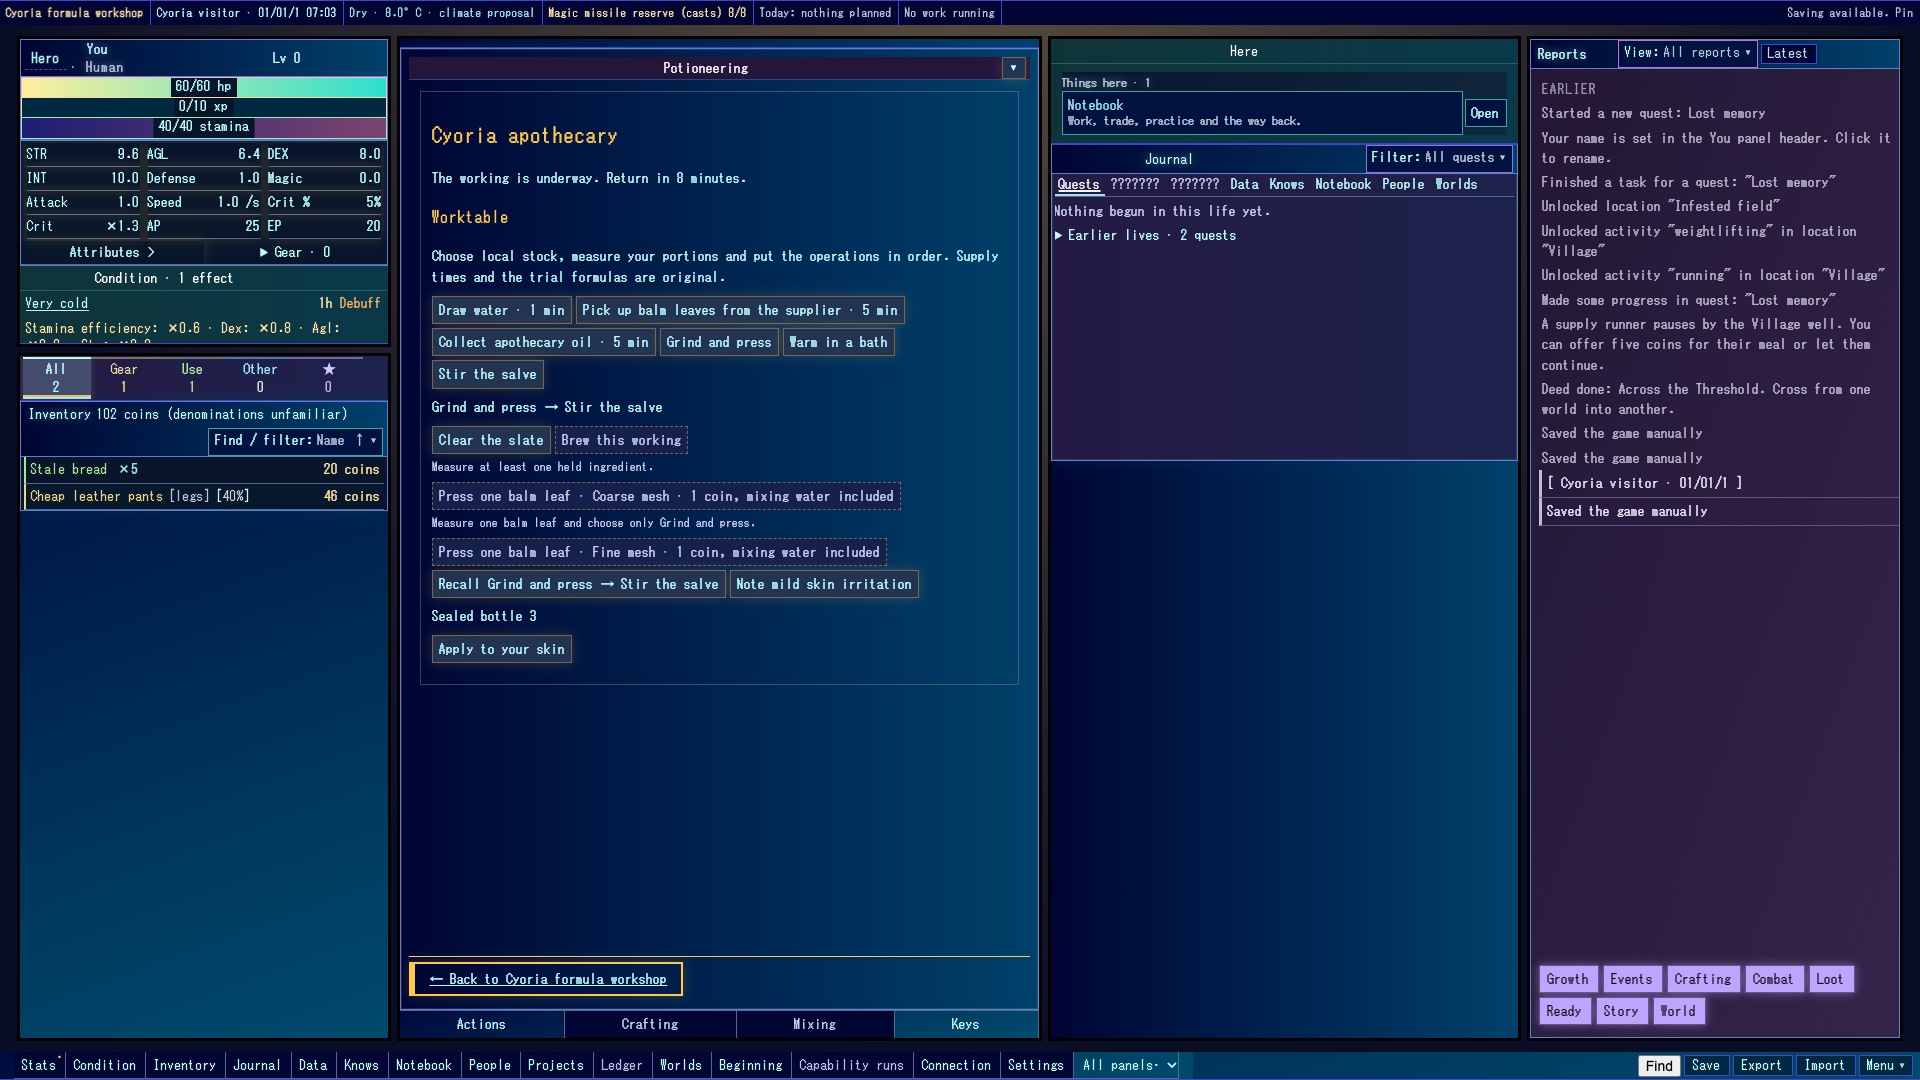 Cyoria formula workshop
Cyoria visitor · 01/01/1 07:03
Dry · 8.0° C · climate proposal
Magic missile reserve (casts) 8/8
Today: nothing planned
No work running
Saving available. Pin
Hero · You
Human
Lv 0
60/60 hp
0/10 xp
40/40 stamina
STR 9.6 AGL 6.4 DEX 8.0
INT 10.0 Defense 1.0 Magic 0.0
Attack 1.0 Speed 1.0 /s Crit % 5%
Crit ×1.3 AP 25 EP 20
Attributes >
▶ Gear · 0
Condition · 1 effect
Very cold 1h Debuff
Stamina efficiency: ×0.6 · Dex: ×0.8 · Agl:
All 2
Gear 1
Use 1
Other 0
★ 0
Inventory 102 coins (denominations unfamiliar)
Find / filter: Name ↑ ▾
Stale bread ×5 20 coins
Cheap leather pants [legs] [40%] 46 coins
Potioneering
▼
Cyoria apothecary
The working is underway. Return in 8 minutes.
Worktable
Choose local stock, measure your portions and put the operations in order. Supply
times and the trial formulas are original.
Draw water · 1 min
Pick up balm leaves from the supplier · 5 min
Collect apothecary oil · 5 min
Grind and press
Warm in a bath
Stir the salve
Grind and press → Stir the salve
Clear the slate
Brew this working
Measure at least one held ingredient.
Press one balm leaf · Coarse mesh · 1 coin, mixing water included
Measure one balm leaf and choose only Grind and press.
Press one balm leaf · Fine mesh · 1 coin, mixing water included
Recall Grind and press → Stir the salve
Note mild skin irritation
Sealed bottle 3
Apply to your skin
← Back to Cyoria formula workshop
Actions
Crafting
Mixing
Keys
Here
Things here · 1
Notebook
Work, trade, practice and the way back.
Open
Journal
Filter: All quests ▾
Quests ??????? ??????? Data Knows Notebook People Worlds
Nothing begun in this life yet.
▶ Earlier lives · 2 quests
Reports
View: All reports ▾
Latest
EARLIER
Started a new quest: Lost memory
Your name is set in the You panel header. Click it
to rename.
Finished a task for a quest: "Lost memory"
Unlocked location "Infested field"
Unlocked activity "weightlifting" in location
"Village"
Unlocked activity "running" in location "Village"
Made some progress in quest: "Lost memory"
A supply runner pauses by the Village well. You
can offer five coins for their meal or let them
continue.
Deed done: Across the Threshold. Cross from one
world into another.
Saved the game manually
Saved the game manually
[ Cyoria visitor · 01/01/1 ]
Saved the game manually
Growth
Events
Crafting
Combat
Loot
Ready
Story
World
Stats
Condition
Inventory
Journal
Data
Knows
Notebook
People
Projects
Ledger
Worlds
Beginning
Capability runs
Connection
Settings
All panels·
Find
Save
Export
Import
Menu ▾